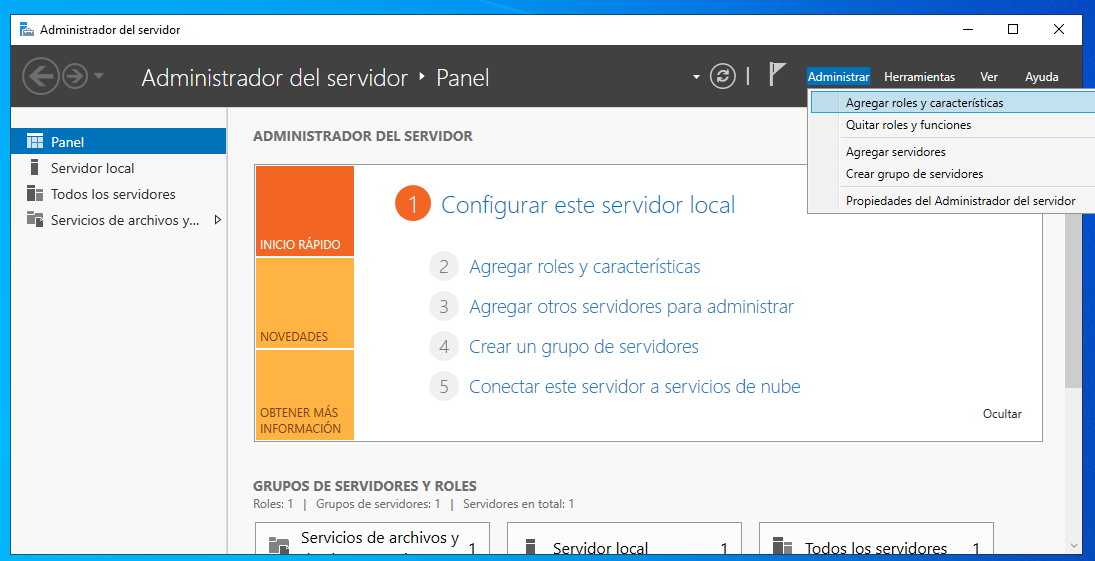 Administrador del servidor
Administrador del servidor ‣ Panel
Administrar
Herramientas
Ver
Ayuda
Agregar roles y características
Quitar roles y funciones
Agregar servidores
Crear grupo de servidores
Propiedades del Administrador del servidor
Panel
Servidor local
Todos los servidores
Servicios de archivos y...
ADMINISTRADOR DEL SERVIDOR
INICIO RÁPIDO
NOVEDADES
OBTENER MÁS
INFORMACIÓN
1 Configurar este servidor local
2 Agregar roles y características
3 Agregar otros servidores para administrar
4 Crear un grupo de servidores
5 Conectar este servidor a servicios de nube
Ocultar
GRUPOS DE SERVIDORES Y ROLES
Roles: 1 | Grupos de servidores: 1 | Servidores en total: 1
Servicios de archivos y
1
Servidor local 1
Todos los servidores 1